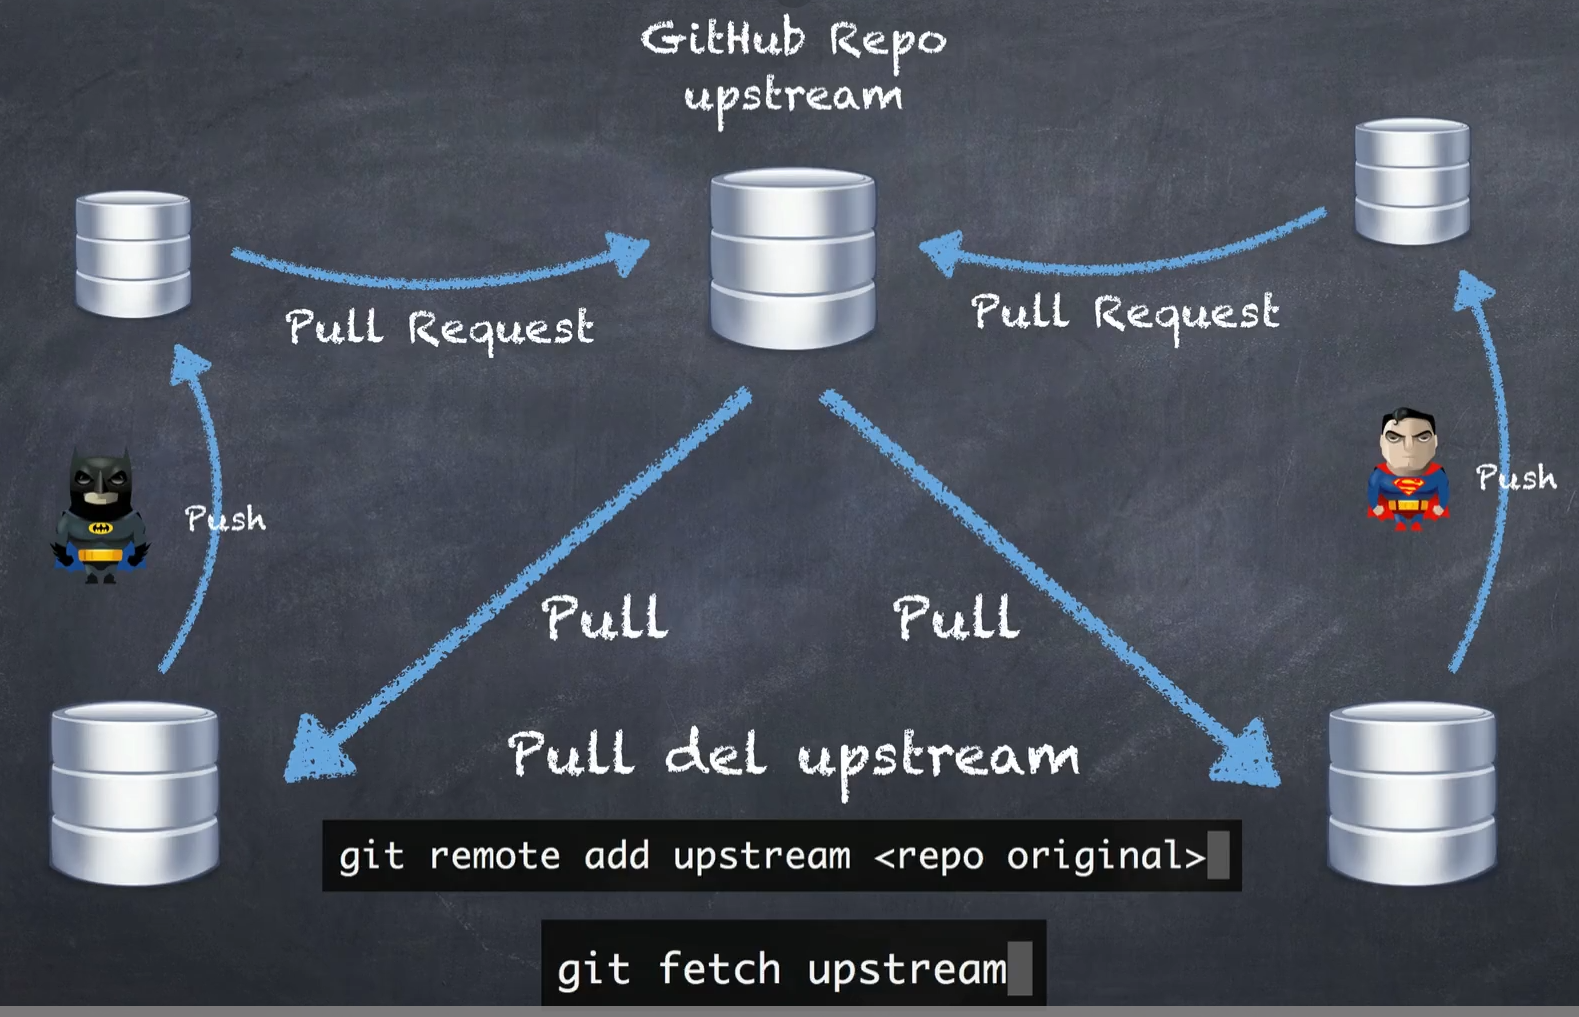 GitHub Repo
upstream
Pull Request
Pull Request
Push
Push
Pull
Pull
Pull del upstream
git remote add upstream <repo original>
git fetch upstream